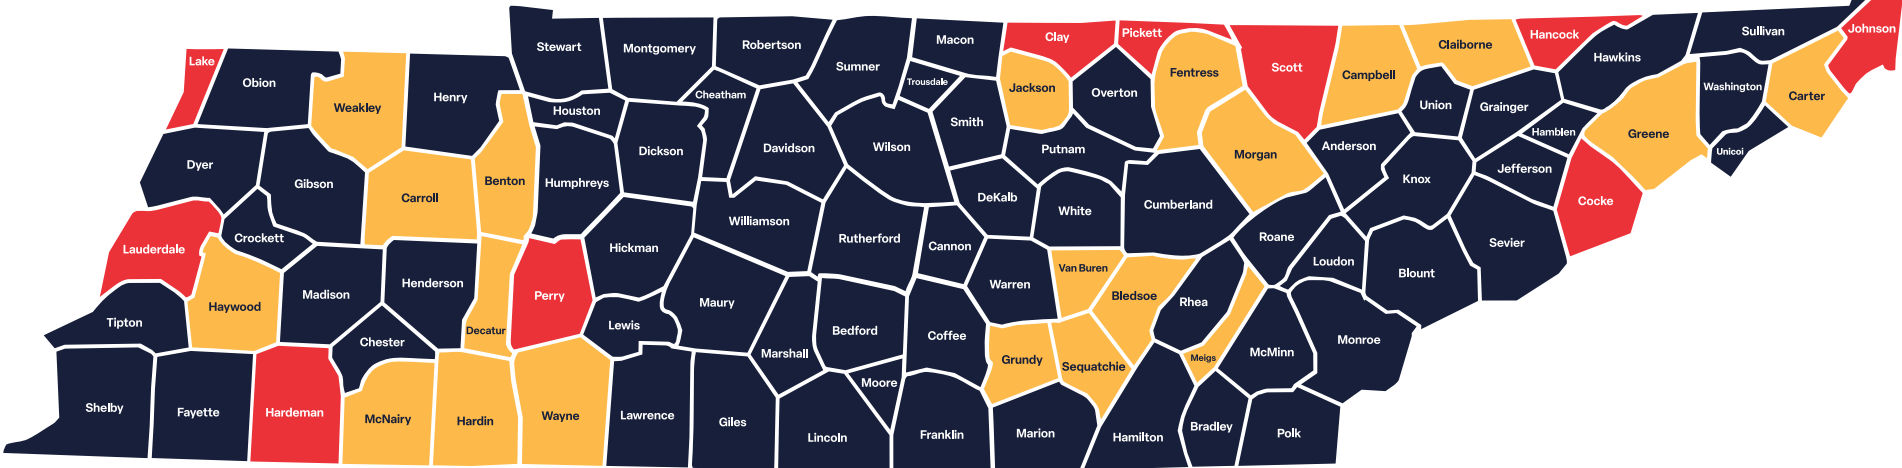 Lake
Obion
Weakley
Henry
Stewart
Montgomery
Robertson
Sumner
Macon
Clay
Pickett
Scott
Campbell
Claiborne
Hancock
Hawkins
Sullivan
Johnson
Trousdale
Jackson
Overton
Fentress
Union
Grainger
Washington
Carter
Houston
Cheatham
Dyer
Gibson
Carroll
Benton
Humphreys
Dickson
Davidson
Wilson
Smith
Putnam
Morgan
Anderson
Knox
Hamblen
Jefferson
Greene
Unicoi
Lauderdale
Crockett
Hickman
Williamson
Rutherford
Cannon
DeKalb
White
Cumberland
Roane
Loudon
Blount
Sevier
Cocke
Tipton
Haywood
Madison
Henderson
Decatur
Perry
Lewis
Maury
Marshall
Bedford
Coffee
Warren
Van Buren
Bledsoe
Rhea
Meigs
McMinn
Monroe
Chester
Grundy
Sequatchie
Shelby
Fayette
Hardeman
McNairy
Hardin
Wayne
Lawrence
Giles
Lincoln
Moore
Franklin
Marion
Hamilton
Bradley
Polk